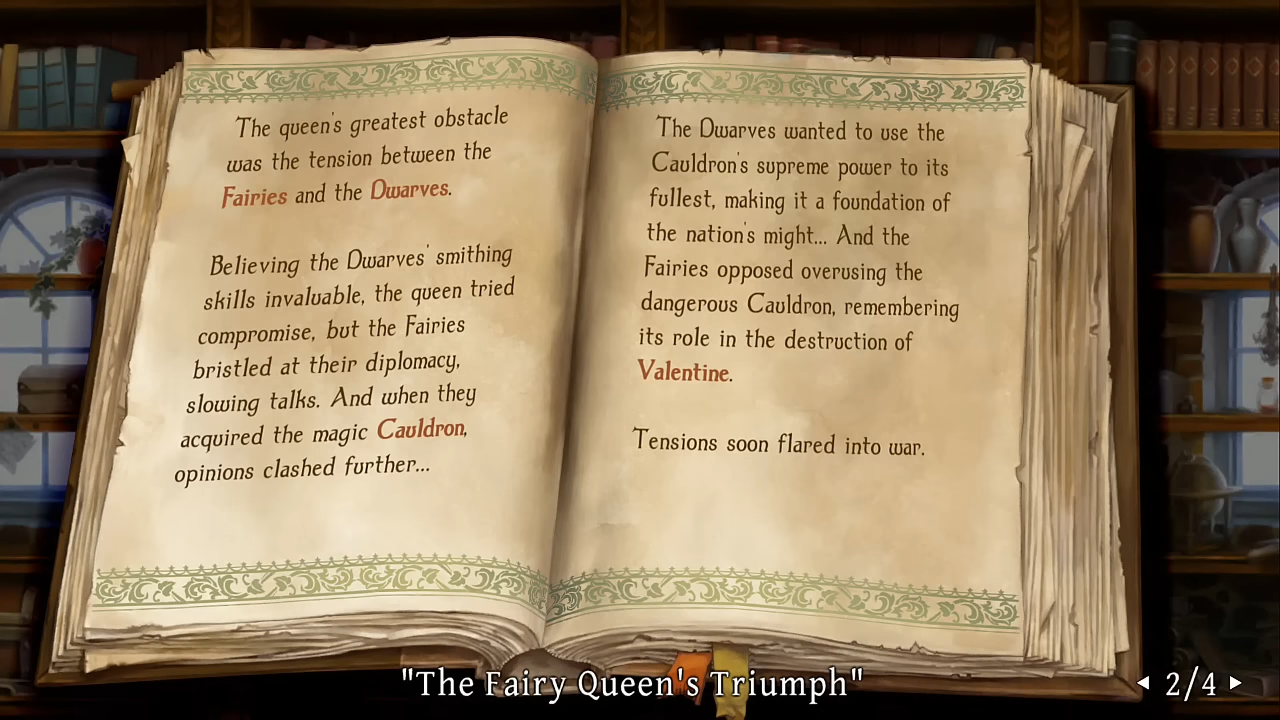 The queen's greatest obstacle
was the tension between the
Fairies and the Dwarves.
Believing the Dwarves' smithing
skills invaluable, the queen tried
compromise, but the Fairies
bristled at their diplomacy,
slowing talks. And when they
acquired the magic Cauldron,
opinions clashed further...
The Dwarves wanted to use the
Cauldron's supreme power to its
fullest, making it a foundation of
the nation's might... And the
Fairies opposed overusing the
dangerous Cauldron, remembering
its role in the destruction of
Valentine.
Tensions soon flared into war.
"The Fairy Queen's Triumph"
2/4